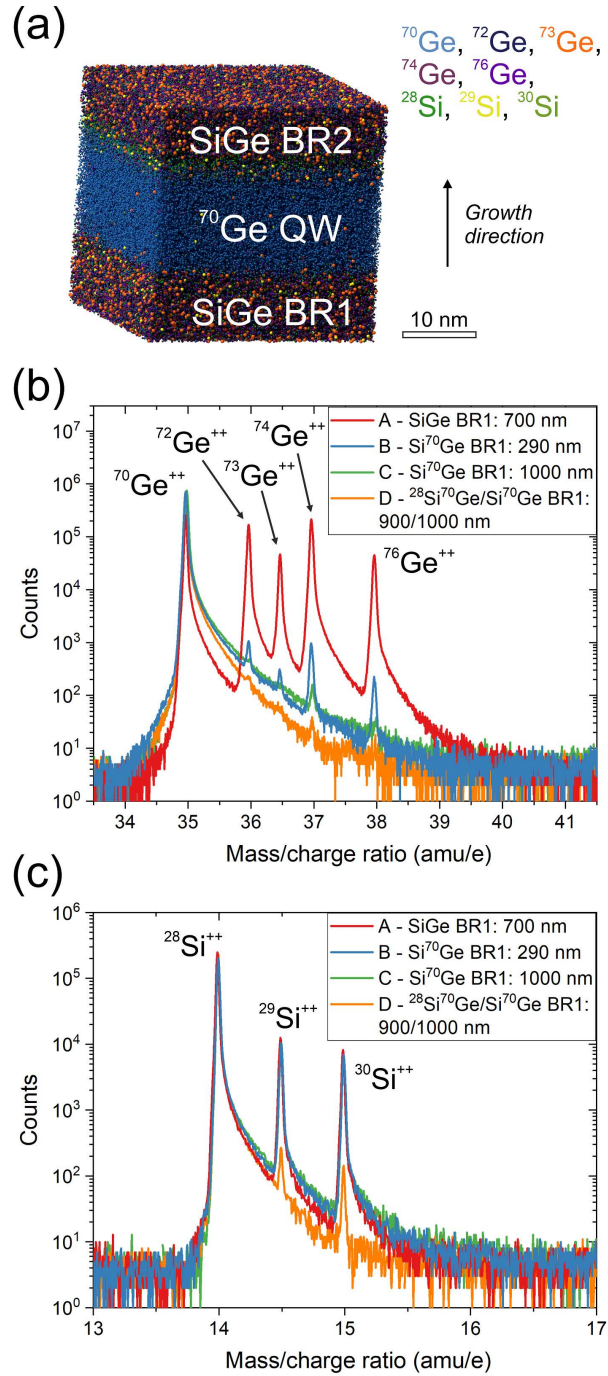 (a)
⁷⁰Ge, ⁷²Ge, ⁷³Ge,
⁷⁴Ge, ⁷⁶Ge,
²⁸Si, ²⁹Si, ³⁰Si
SiGe BR2
⁷⁰Ge QW
SiGe BR1
Growth
direction
10 nm
(b)
10⁷
10⁶
10⁵
10⁴
10³
10²
10¹
10⁰
Counts
⁷⁰Ge⁺⁺
⁷²Ge⁺⁺
⁷³Ge⁺⁺
⁷⁴Ge⁺⁺
⁷⁶Ge⁺⁺
A - SiGe BR1: 700 nm
B - Si⁷⁰Ge BR1: 290 nm
C - Si⁷⁰Ge BR1: 1000 nm
D - ²⁸Si⁷⁰Ge/Si⁷⁰Ge BR1:
900/1000 nm
34 35 36 37 38 39 40 41
Mass/charge ratio (amu/e)
(c)
10⁶
10⁵
10⁴
10³
10²
10¹
10⁰
Counts
²⁸Si⁺⁺
²⁹Si⁺⁺
³⁰Si⁺⁺
A - SiGe BR1: 700 nm
B - Si⁷⁰Ge BR1: 290 nm
C - Si⁷⁰Ge BR1: 1000 nm
D - ²⁸Si⁷⁰Ge/Si⁷⁰Ge BR1:
900/1000 nm
13 14 15 16 17
Mass/charge ratio (amu/e)